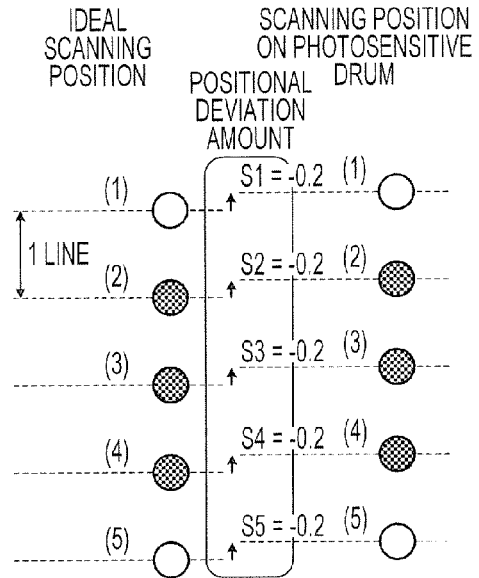 IDEAL
SCANNING
POSITION
SCANNING POSITION
ON PHOTOSENSITIVE
DRUM
POSITIONAL
DEVIATION
AMOUNT
(1) S1 = -0.2 (1)
1 LINE
(2) S2 = -0.2 (2)
(3) S3 = -0.2 (3)
(4) S4 = -0.2 (4)
(5) S5 = -0.2 (5)